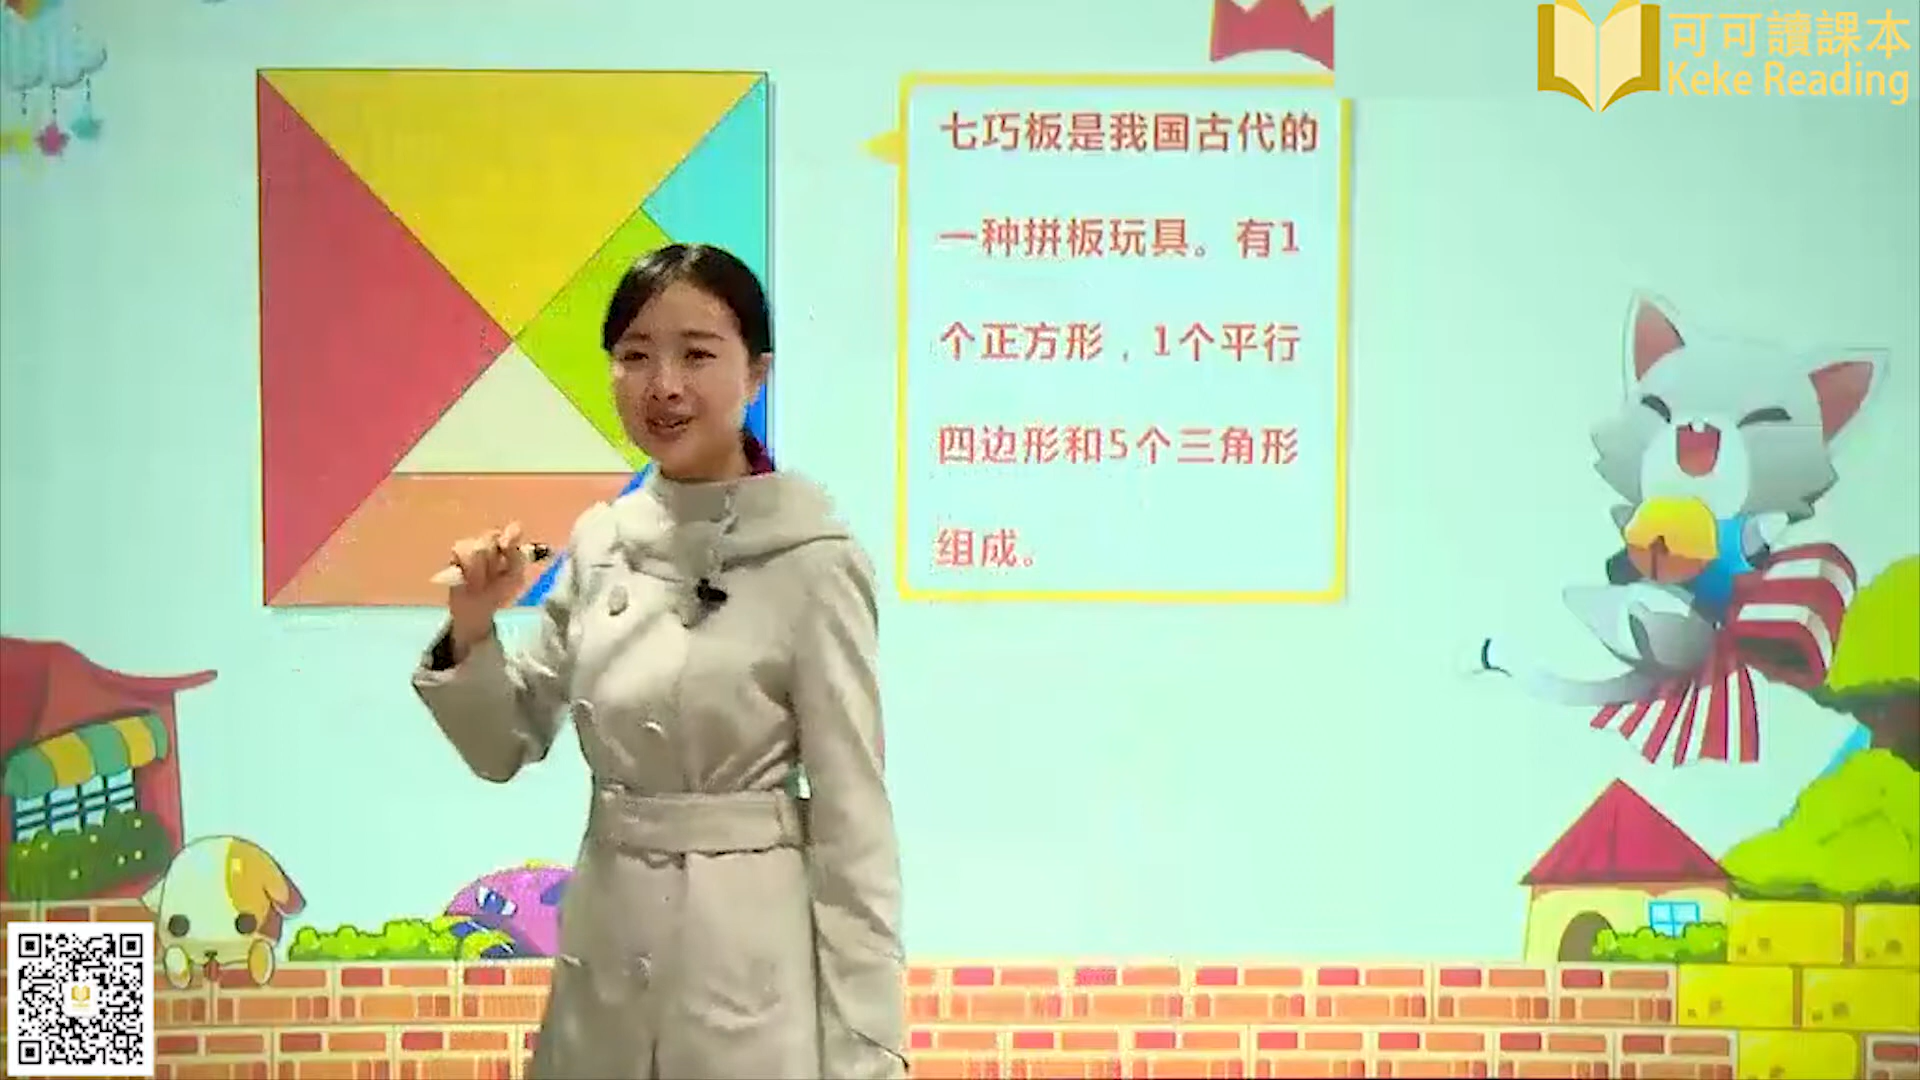 可可讀課本
Keke Reading
七巧板是我国古代的
一种拼板玩具。有1
个正方形，1个平行
四边形和5个三角形
组成。